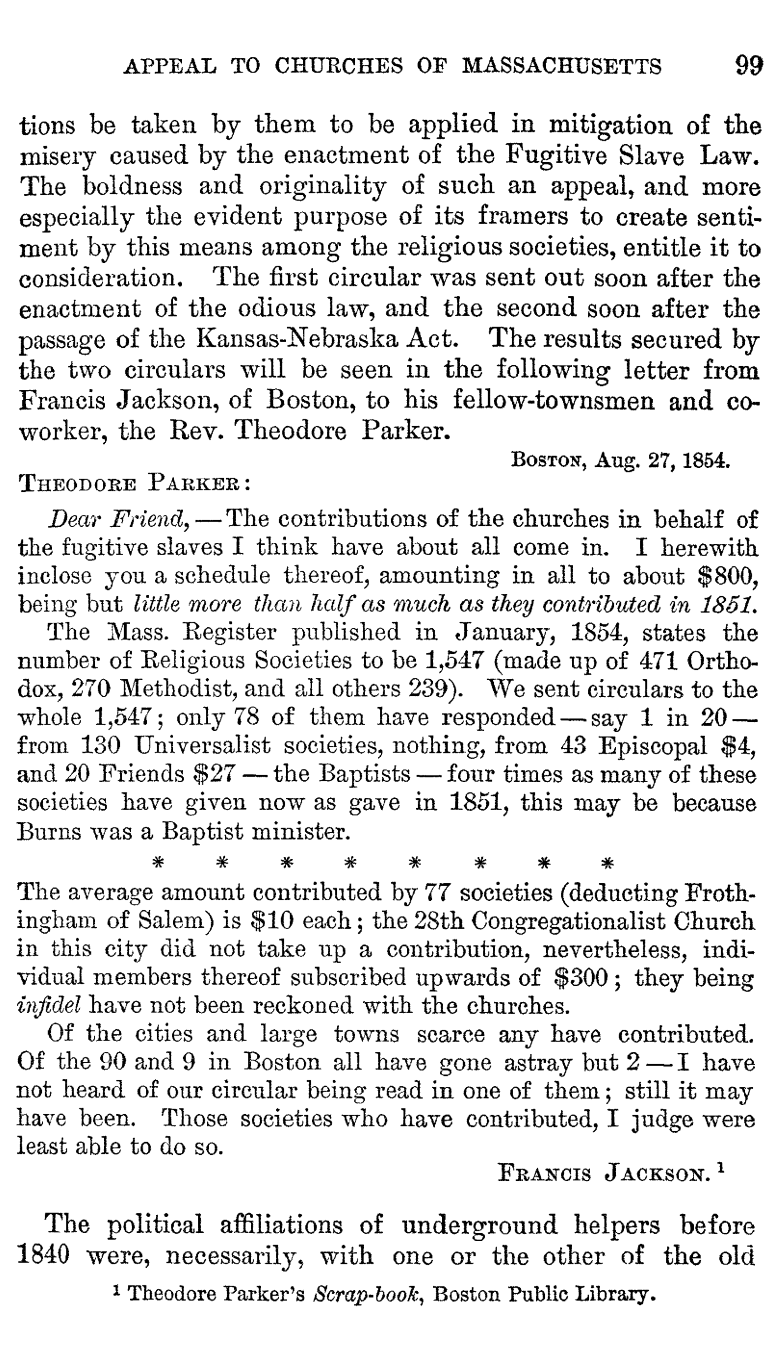 APPEAL TO CHURCHES OF MASSACHUSETTS 99
tions be taken by them to be applied in mitigation of the
misery caused by the enactment of the Fugitive Slave Law.
The boldness and originality of such an appeal, and more
especially the evident purpose of its framers to create senti-
ment by this means among the religious societies, entitle it to
consideration. The first circular was sent out soon after the
enactment of the odious law, and the second soon after the
passage of the Kansas-Nebraska Act. The results secured by
the two circulars will be seen in the following letter from
Francis Jackson, of Boston, to his fellow-townsmen and co-
worker, the Rev. Theodore Parker.
BOSTON, Aug. 27, 1854.
THEODORE PARKER:
Dear Friend, — The contributions of the churches in behalf of
the fugitive slaves I think have about all come in. I herewith
inclose you a schedule thereof, amounting in all to about $800,
being but little more than half as much as they contributed in 1851.
The Mass. Register published in January, 1854, states the
number of Religious Societies to be 1,547 (made up of 471 Ortho-
dox, 270 Methodist, and all others 239). We sent circulars to the
whole 1,547; only 78 of them have responded — say 1 in 20 —
from 130 Universalist societies, nothing, from 43 Episcopal $4,
and 20 Friends $27 — the Baptists — four times as many of these
societies have given now as gave in 1851, this may be because
Burns was a Baptist minister.
* * * * * * * *
The average amount contributed by 77 societies (deducting Froth-
ingham of Salem) is $10 each; the 28th Congregationalist Church
in this city did not take up a contribution, nevertheless, indi-
vidual members thereof subscribed upwards of $300; they being
infidel have not been reckoned with the churches.
Of the cities and large towns scarce any have contributed.
Of the 90 and 9 in Boston all have gone astray but 2 — I have
not heard of our circular being read in one of them; still it may
have been. Those societies who have contributed, I judge were
least able to do so.
FRANCIS JACKSON.¹
The political affiliations of underground helpers before
1840 were, necessarily, with one or the other of the old
¹ Theodore Parker's Scrap-book, Boston Public Library.